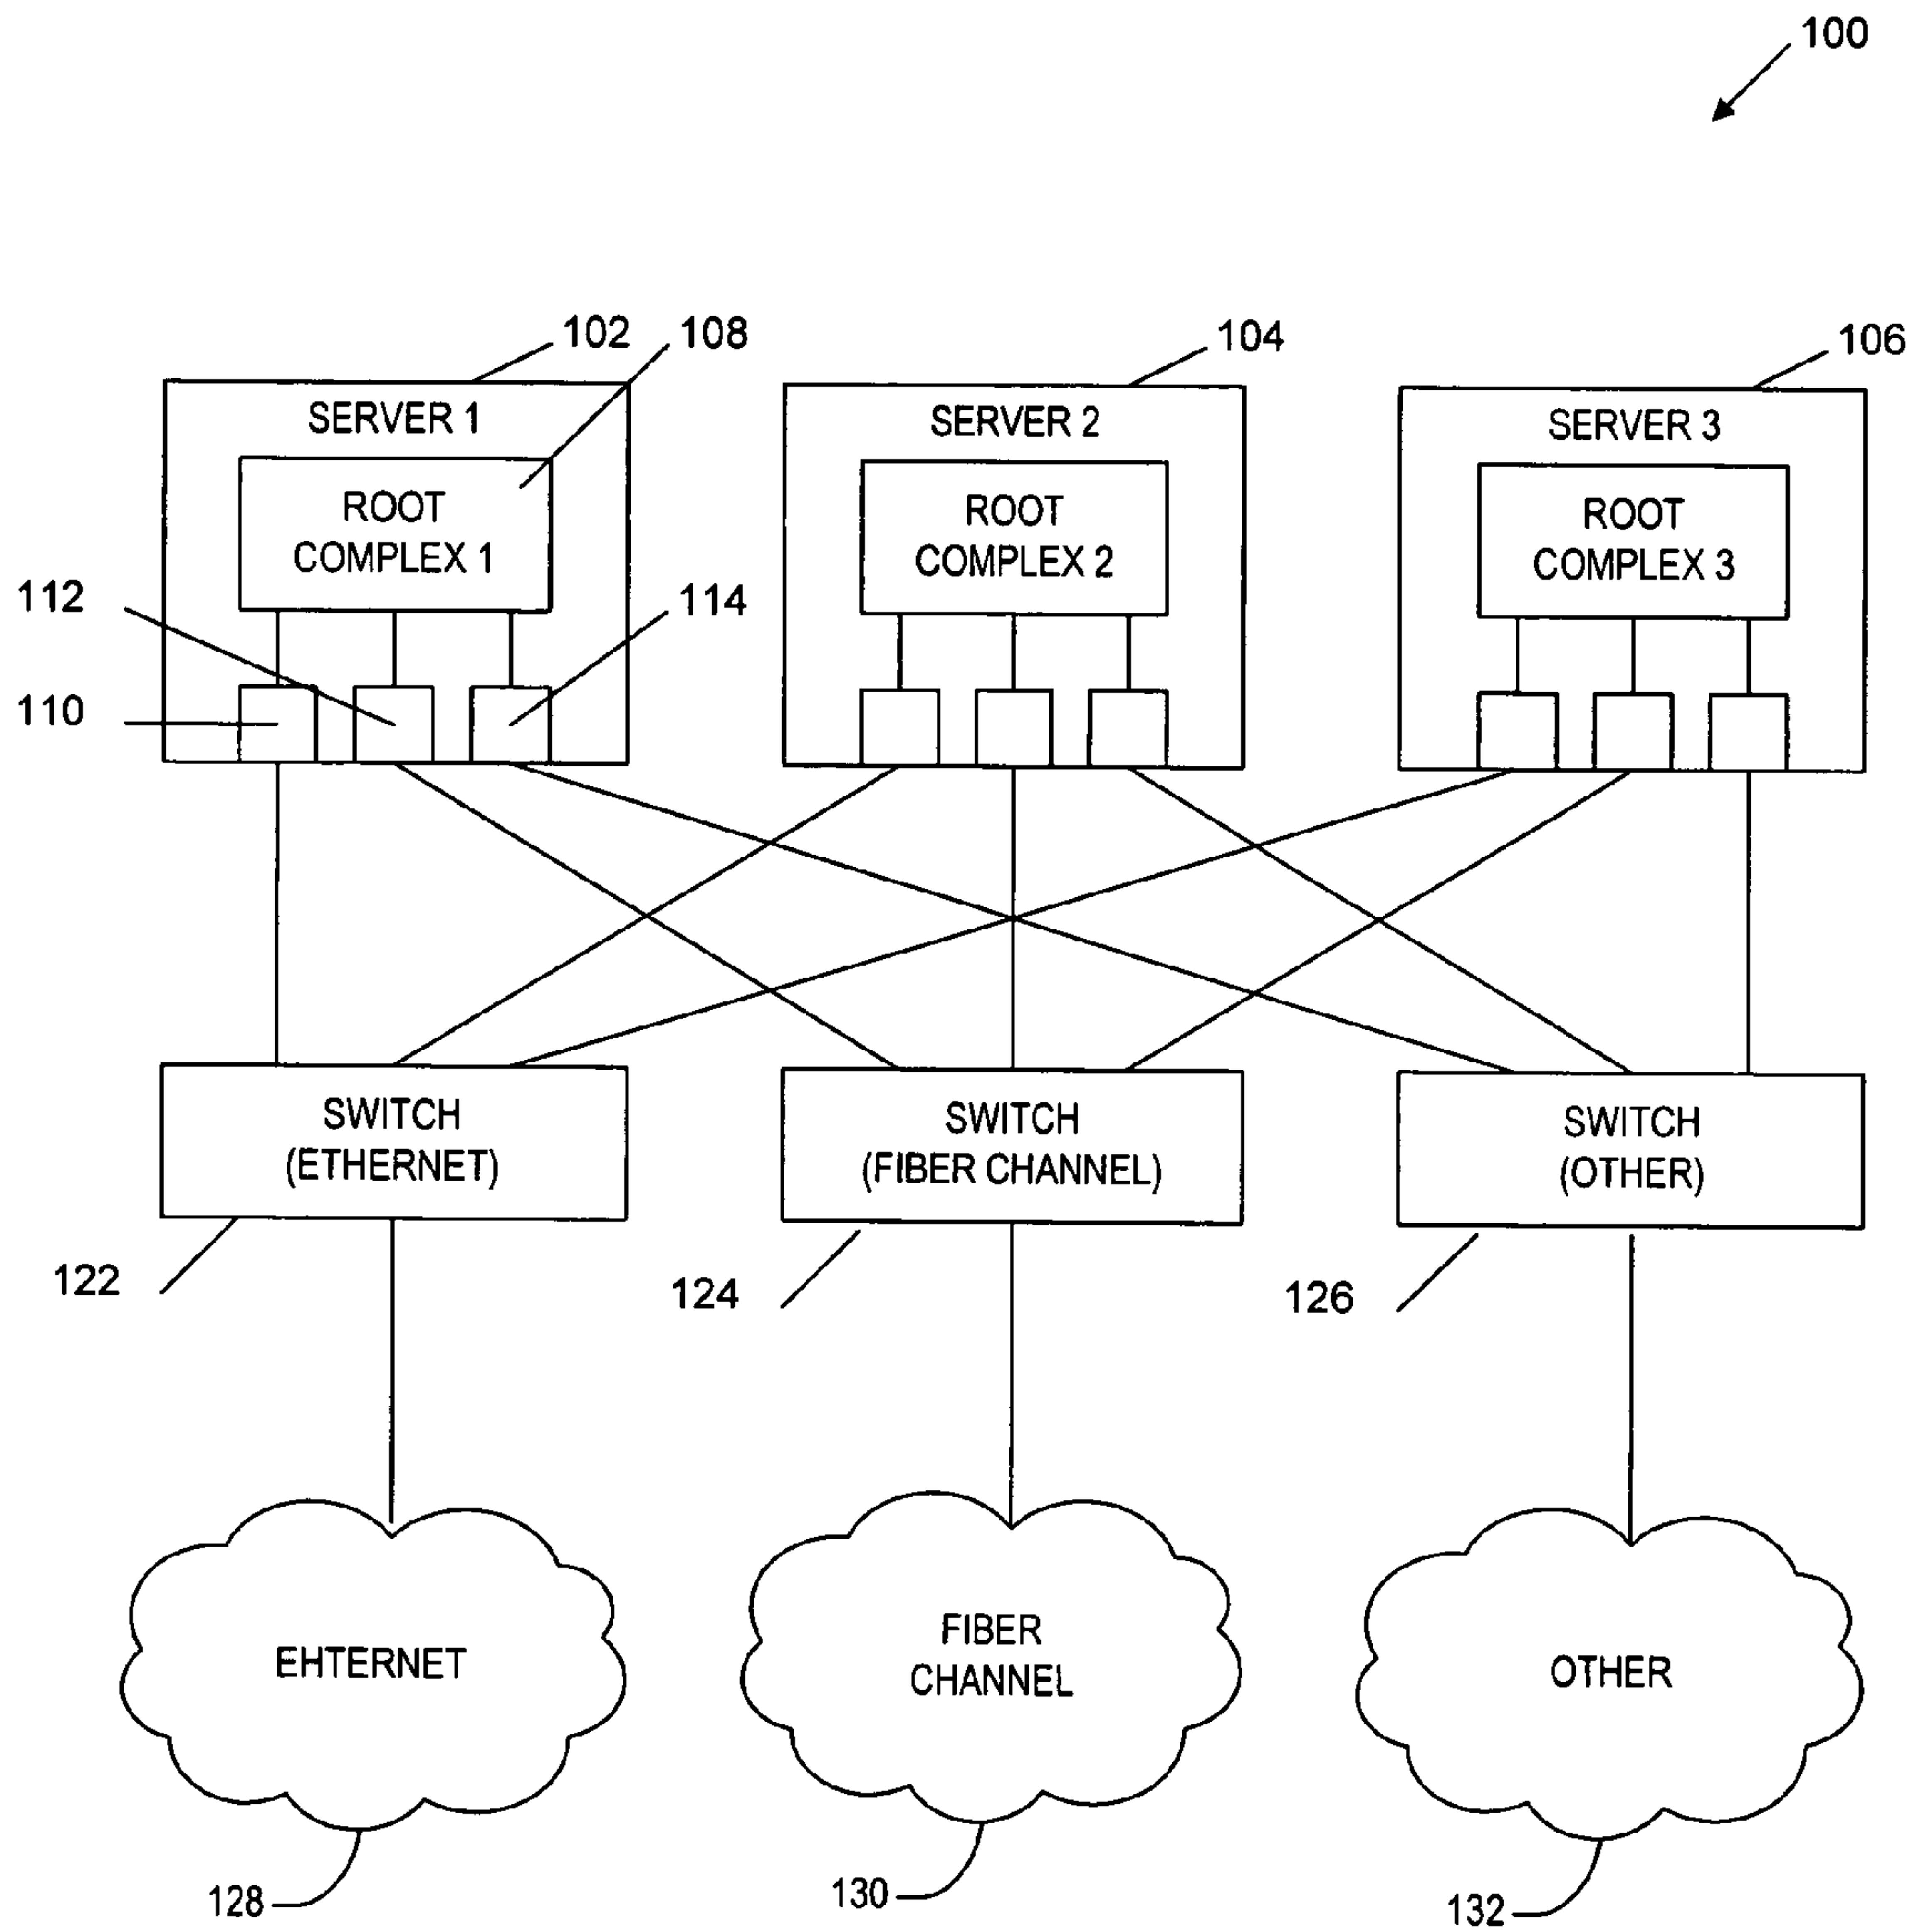 100
102
108
104
106
SERVER 1
SERVER 2
SERVER 3
ROOT
COMPLEX 1
ROOT
COMPLEX 2
ROOT
COMPLEX 3
112
114
110
SWITCH
(ETHERNET)
SWITCH
(FIBER CHANNEL)
SWITCH
(OTHER)
122
124
126
EHTERNET
FIBER
CHANNEL
OTHER
128
130
132